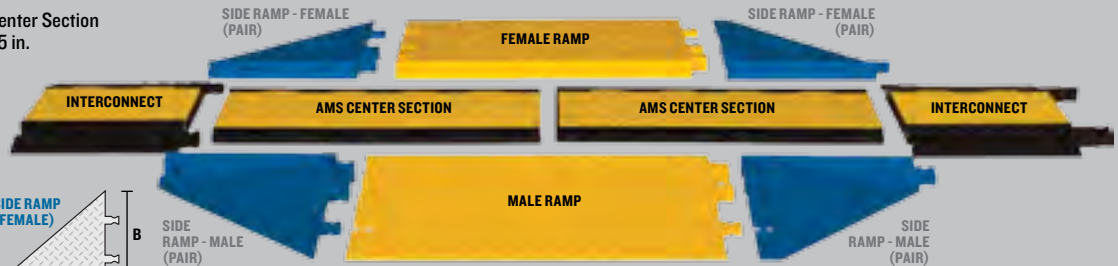 enter Section
5 in.
SIDE RAMP - FEMALE
(PAIR)
FEMALE RAMP
SIDE RAMP - FEMALE
(PAIR)
INTERCONNECT
AMS CENTER SECTION
AMS CENTER SECTION
INTERCONNECT
SIDE
RAMP - MALE
(PAIR)
MALE RAMP
SIDE
RAMP - MALE
(PAIR)
SIDE RAMP
FEMALE)
B